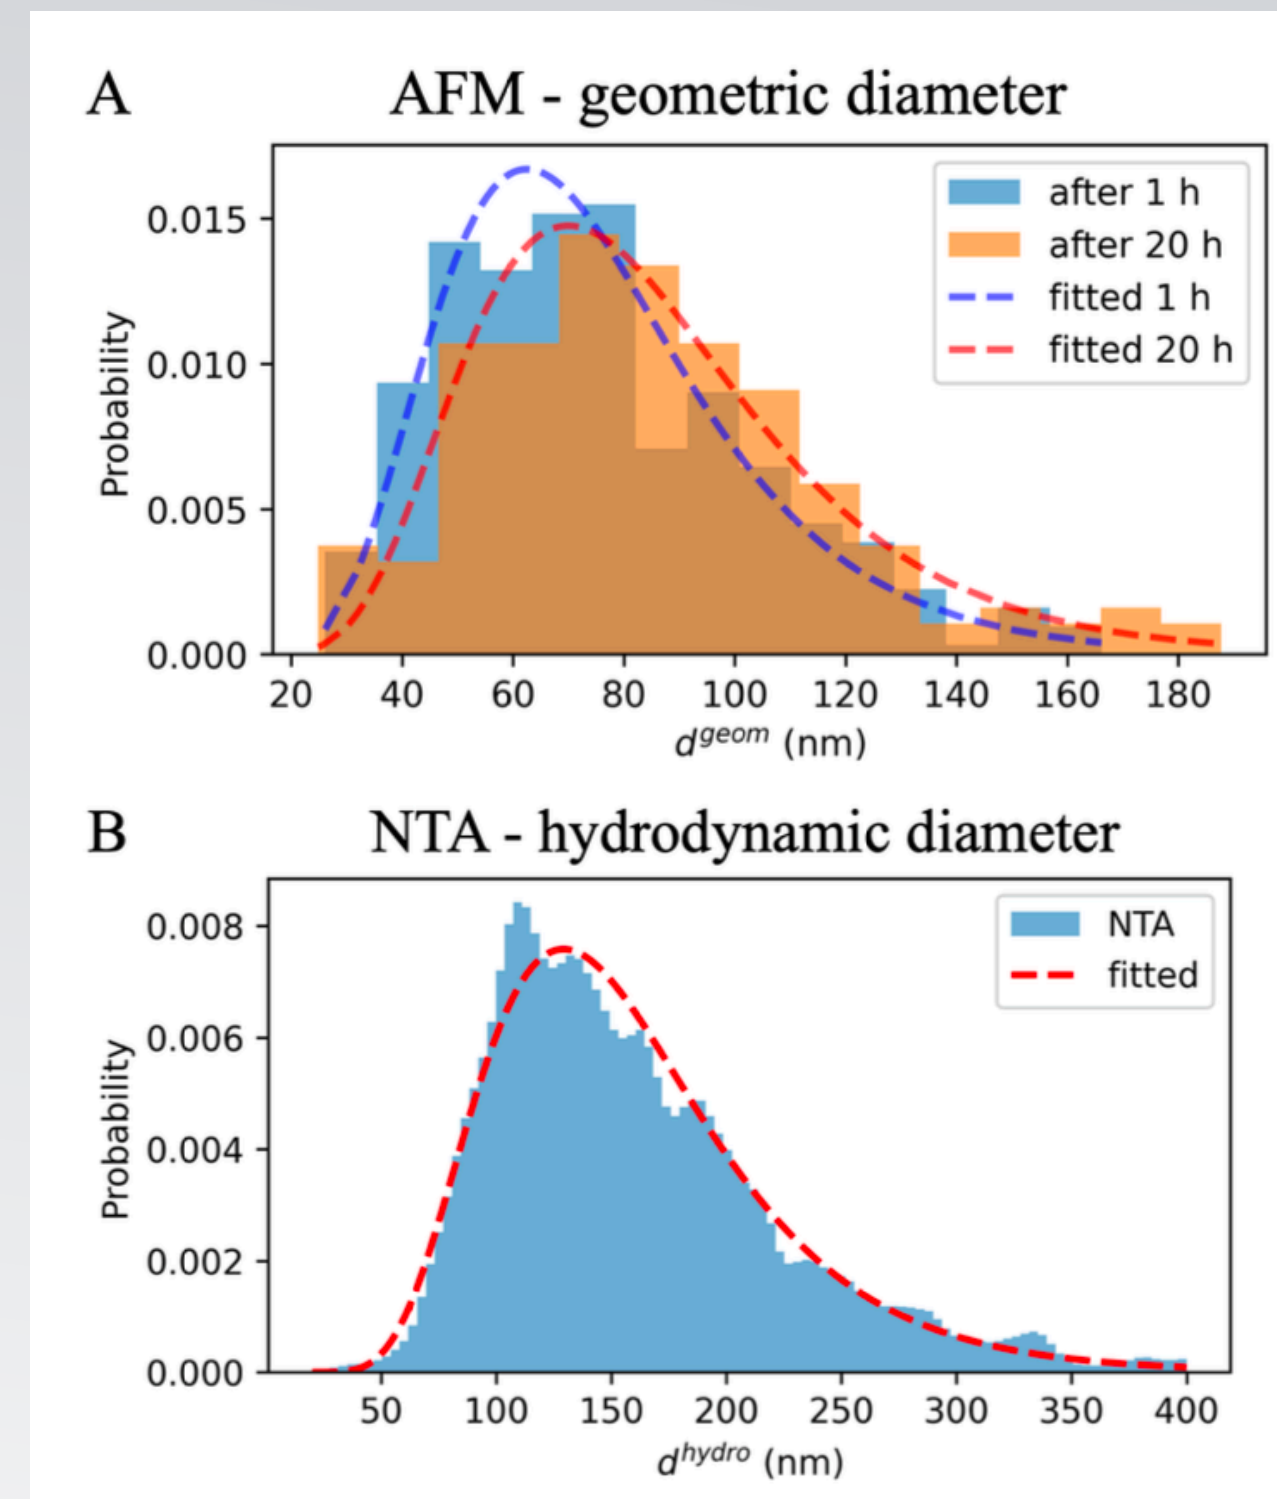 A
AFM - geometric diameter
Probability
0.015
0.010
0.005
0.000
20 40 60 80 100 120 140 160 180
d^geom (nm)
after 1 h
after 20 h
fitted 1 h
fitted 20 h
B
NTA - hydrodynamic diameter
Probability
0.008
0.006
0.004
0.002
0.000
50 100 150 200 250 300 350 400
d^hydro (nm)
NTA
fitted